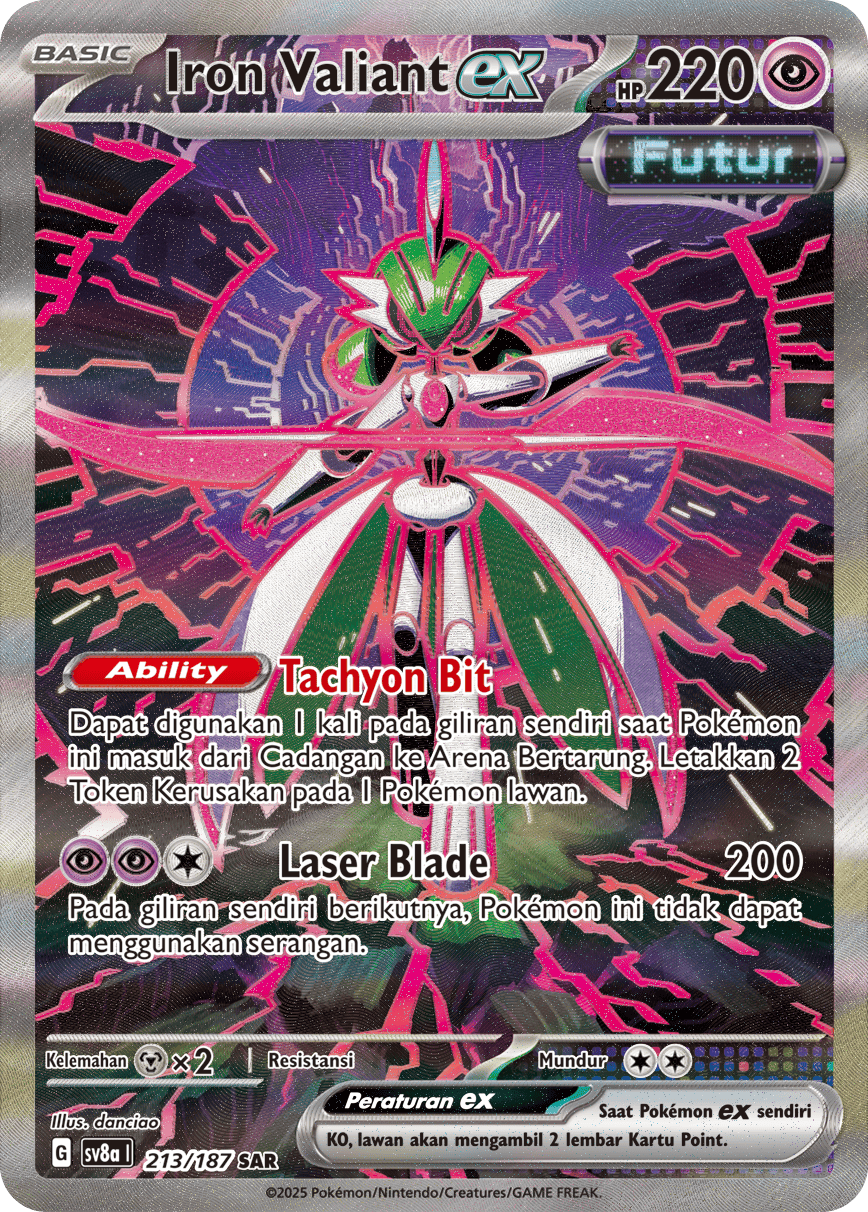 BASIC
Iron Valiant ex HP 220
Futur
Ability Tachyon Bit
Dapat digunakan 1 kali pada giliran sendiri saat Pokémon
ini masuk dari Cadangan ke Arena Bertarung. Letakkan 2
Token Kerusakan pada 1 Pokémon lawan.
Laser Blade 200
Pada giliran sendiri berikutnya, Pokémon ini tidak dapat
menggunakan serangan.
Kelemahan ×2 Resistansi Mundur
Peraturan ex
Saat Pokémon ex sendiri
KO, lawan akan mengambil 2 lembar Kartu Point.
Illus. danciao
G sv8a I 213/187 SAR
©2025 Pokémon/Nintendo/Creatures/GAME FREAK.